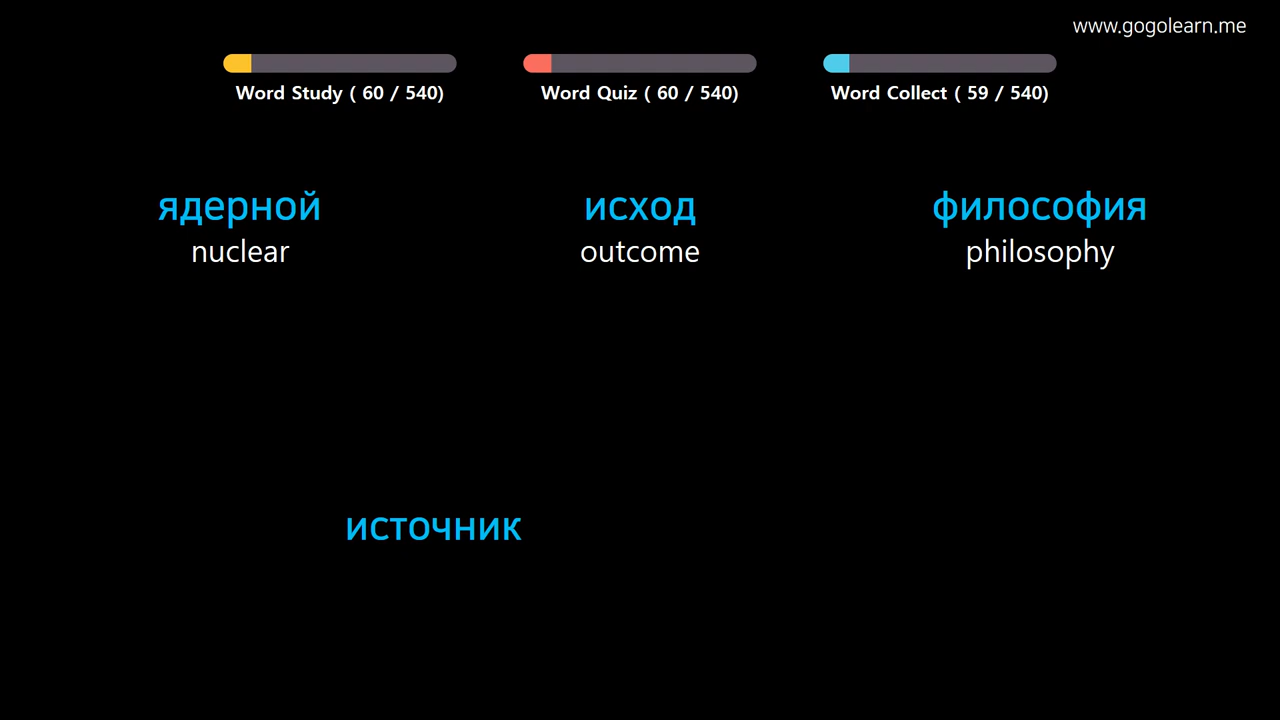 www.gogolearn.me
Word Study ( 60 / 540)
Word Quiz ( 60 / 540)
Word Collect ( 59 / 540)
ядерной
nuclear
исход
outcome
философия
philosophy
источник